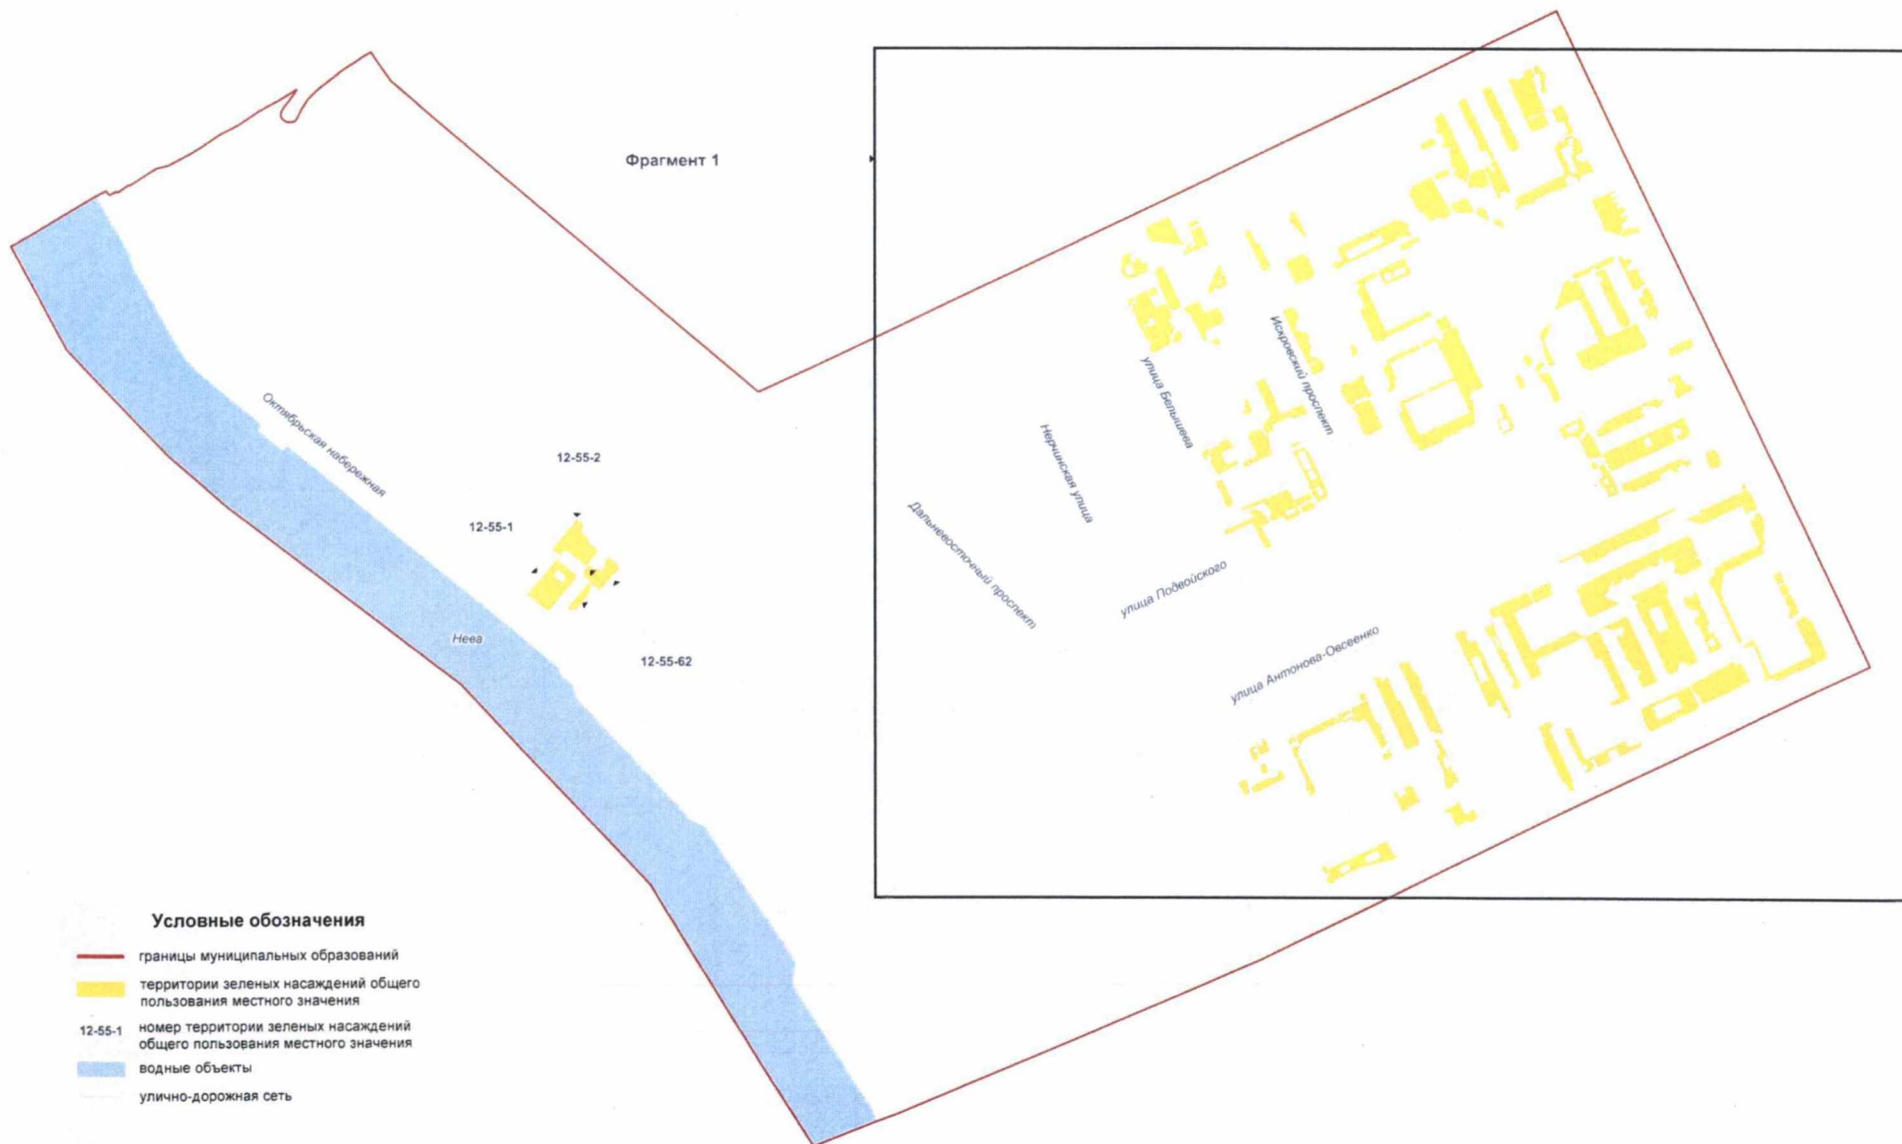 Фрагмент 1
Октябрьская набережная
12-55-2
12-55-1
Нева
12-55-62
Дальневосточный проспект
Нерчинская улица
улица Белышева
Искровский проспект
улица Подвойского
улица Антонова-Овсеенко
Условные обозначения
границы муниципальных образований
территории зеленых насаждений общего
пользования местного значения
12-55-1 номер территории зеленых насаждений
общего пользования местного значения
водные объекты
улично-дорожная сеть